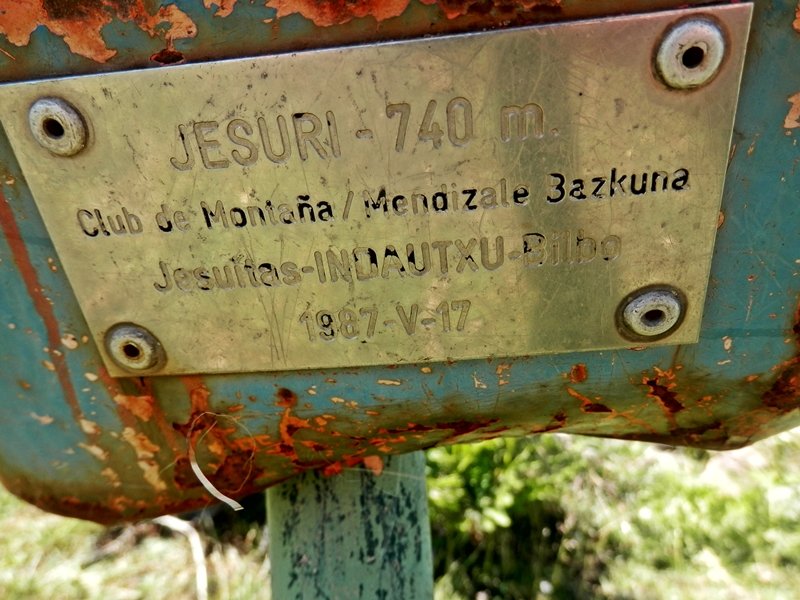 JESURI - 740 m.
Club de Montaña / Mendizale Bazkuna
Jesuitas-INDAUTXU-Bilbo
1987-V-17